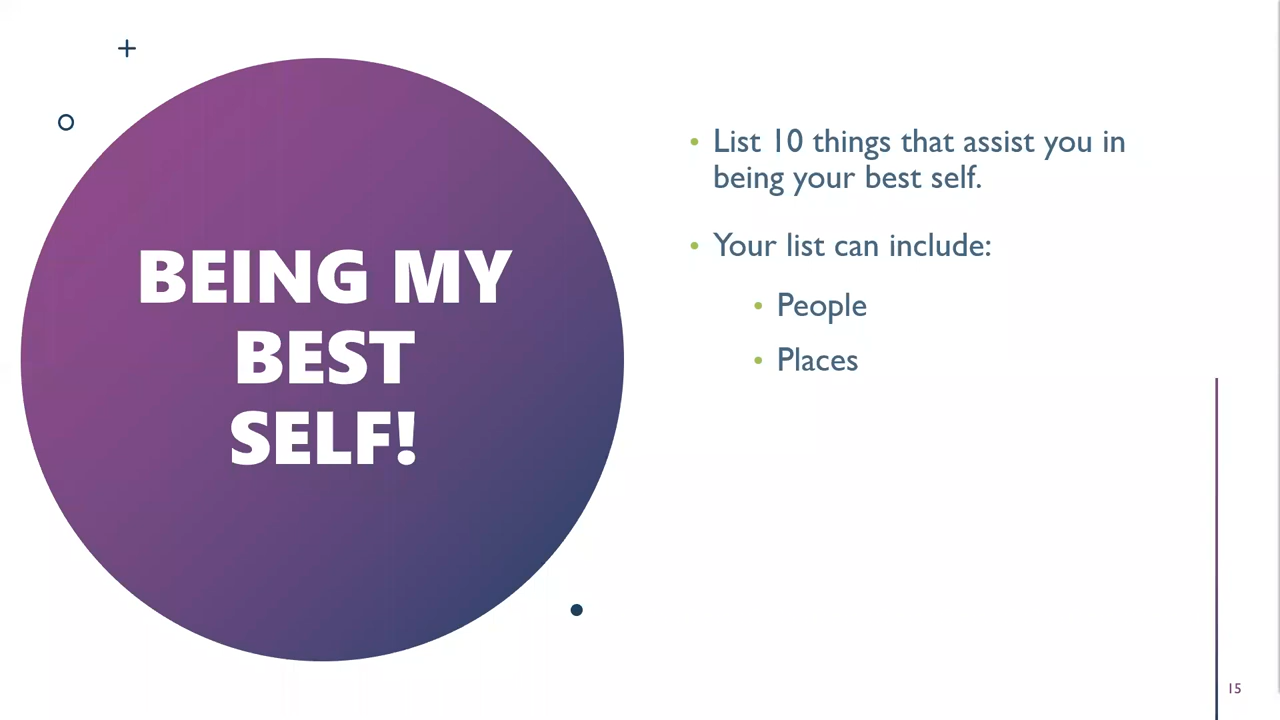 BEING MY
BEST
SELF!
• List 10 things that assist you in
being your best self.
• Your list can include:
• People
• Places
15